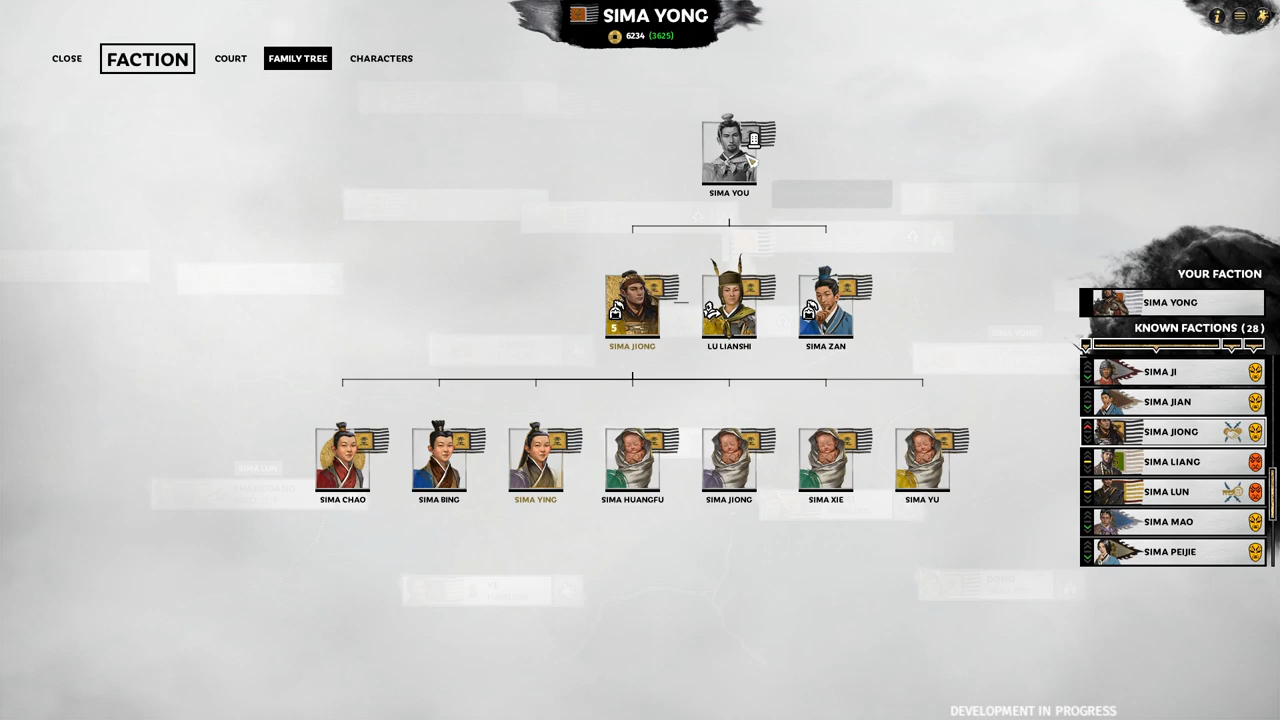 SIMA YONG
6234 (3625)
CLOSE
FACTION
COURT
FAMILY TREE
CHARACTERS
SIMA YOU
5
SIMA JIONG
LU LIANSHI
SIMA ZAN
SIMA CHAO
SIMA BING
SIMA YING
SIMA HUANGFU
SIMA JIONG
SIMA XIE
SIMA YU
YOUR FACTION
SIMA YONG
KNOWN FACTIONS (28)
SIMA JI
SIMA JIAN
SIMA JIONG
SIMA LIANG
SIMA LUN
SIMA MAO
SIMA PEIJIE
SIMA LUN
YE
DEVELOPMENT IN PROGRESS